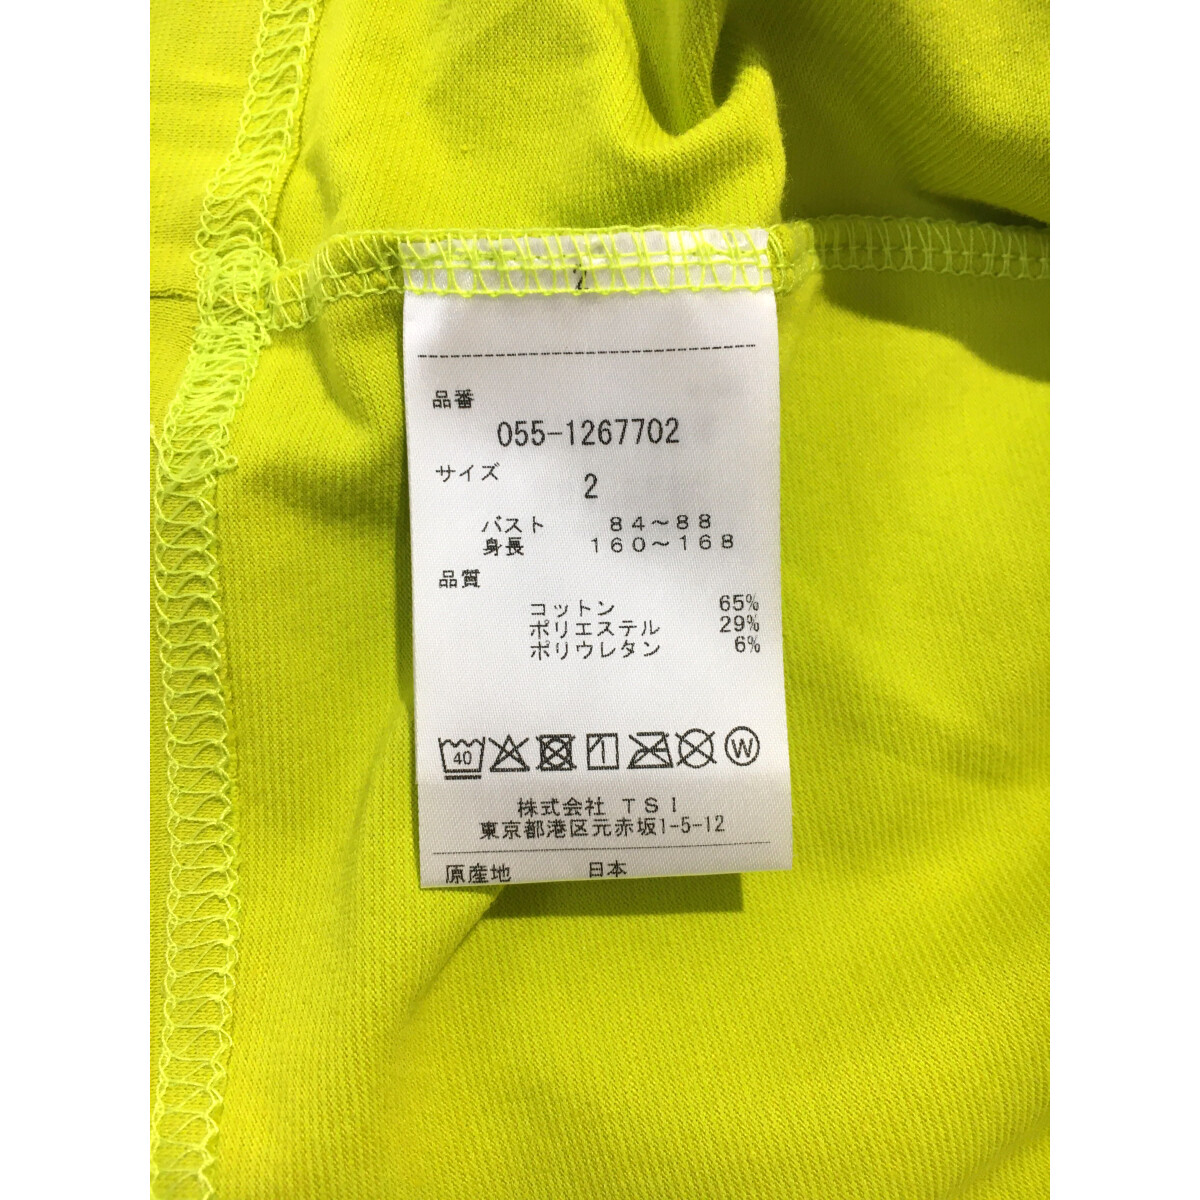 2
品番
055-1267702
サイズ
2
バスト 84～88
身長 160～168
品質
コットン 65%
ポリエステル 29%
ポリウレタン 6%
40 W
株式会社 TSI
東京都港区元赤坂1-5-12
原産地 日本